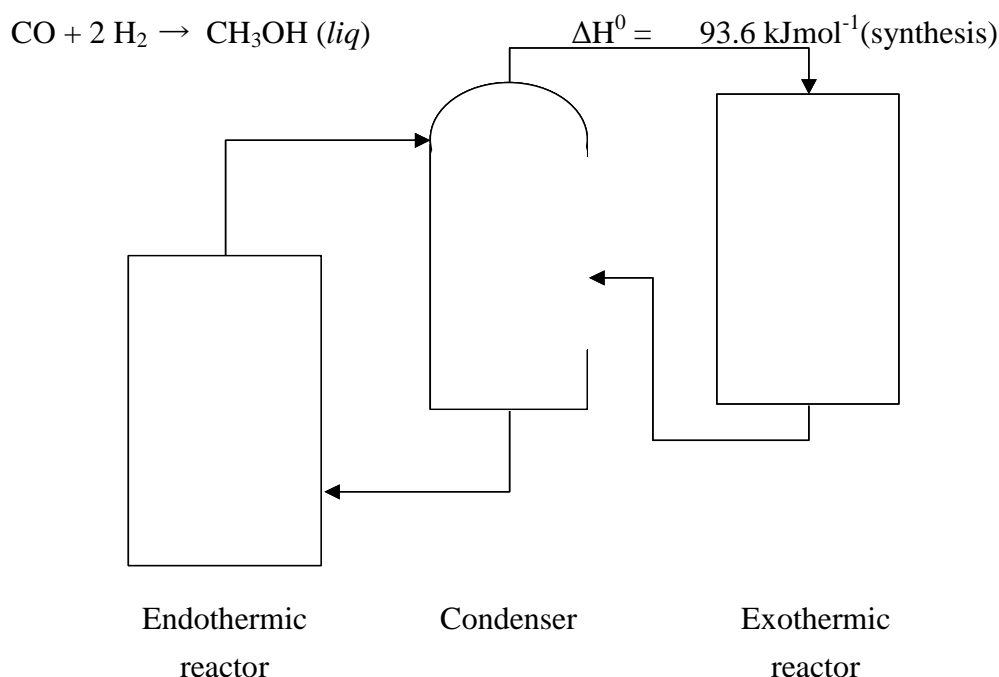 CO + 2 H₂ → CH₃OH (liq) ΔH⁰ = 93.6 kJmol⁻¹(synthesis)
Endothermic Condenser Exothermic
reactor reactor